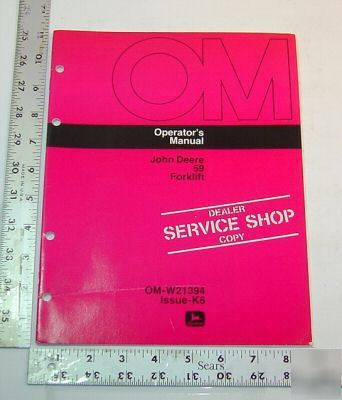 OM
Operator's
Manual
John Deere
69
Forklift
DEALER
SERVICE SHOP
COPY
OM-W21394
Issue-K6
Sears